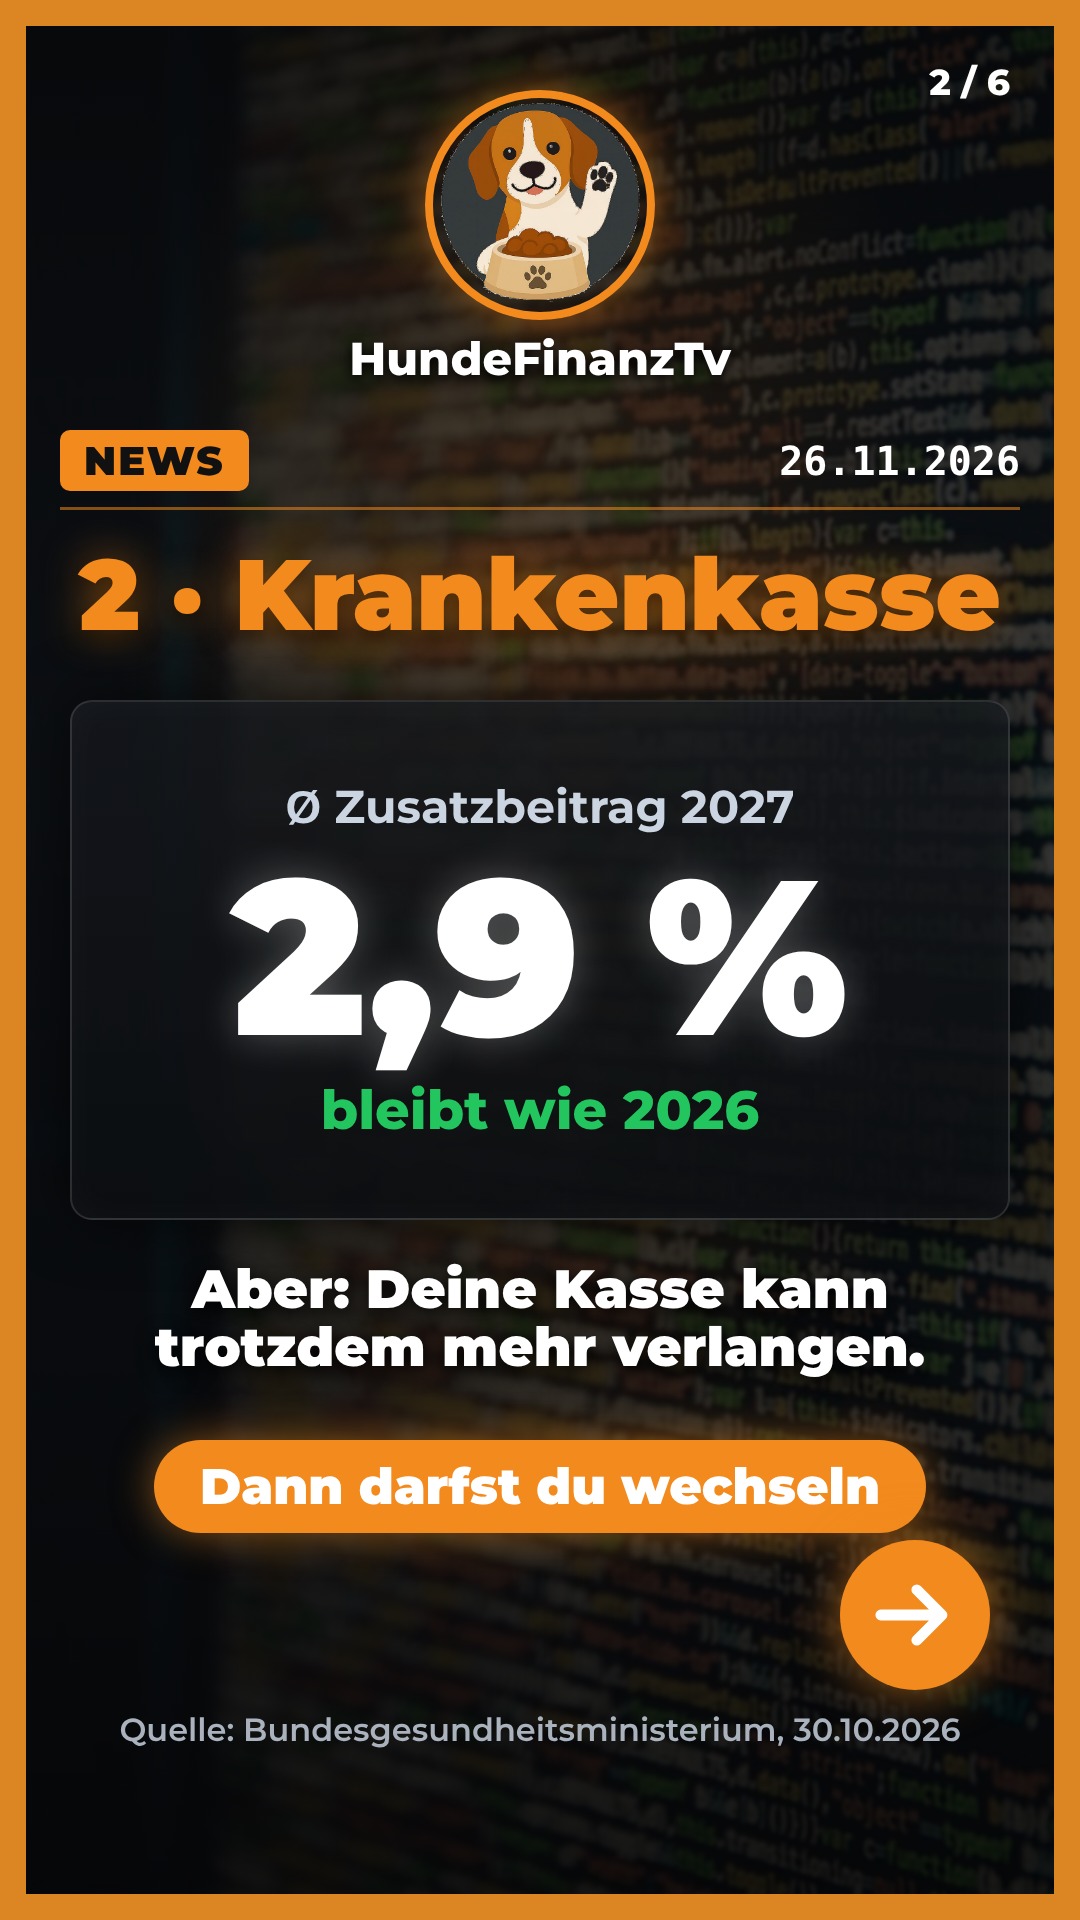 2 / 6
HundeFinanzTv
NEWS
26.11.2026
2 · Krankenkasse
Ø Zusatzbeitrag 2027
2,9 %
bleibt wie 2026
Aber: Deine Kasse kann
trotzdem mehr verlangen.
Dann darfst du wechseln
Quelle: Bundesgesundheitsministerium, 30.10.2026